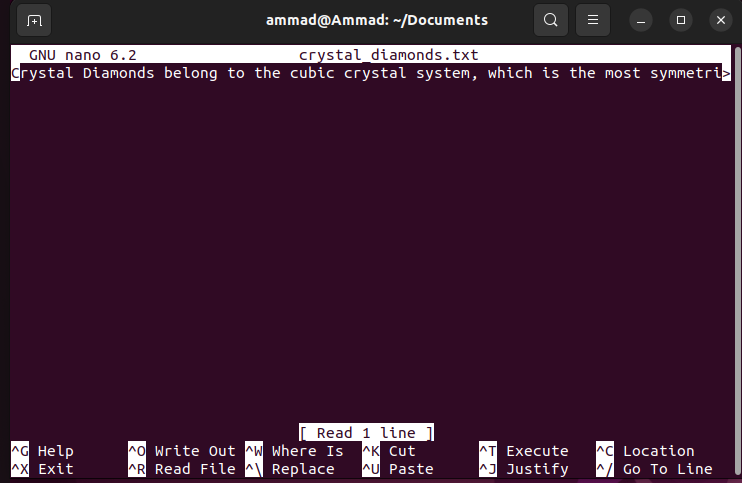 ammad@Ammad: ~/Documents
GNU nano 6.2 crystal_diamonds.txt
Crystal Diamonds belong to the cubic crystal system, which is the most symmetri>
[ Read 1 line ]
^G Help ^O Write Out ^W Where Is ^K Cut ^T Execute ^C Location
^X Exit ^R Read File ^\ Replace ^U Paste ^J Justify ^/ Go To Line